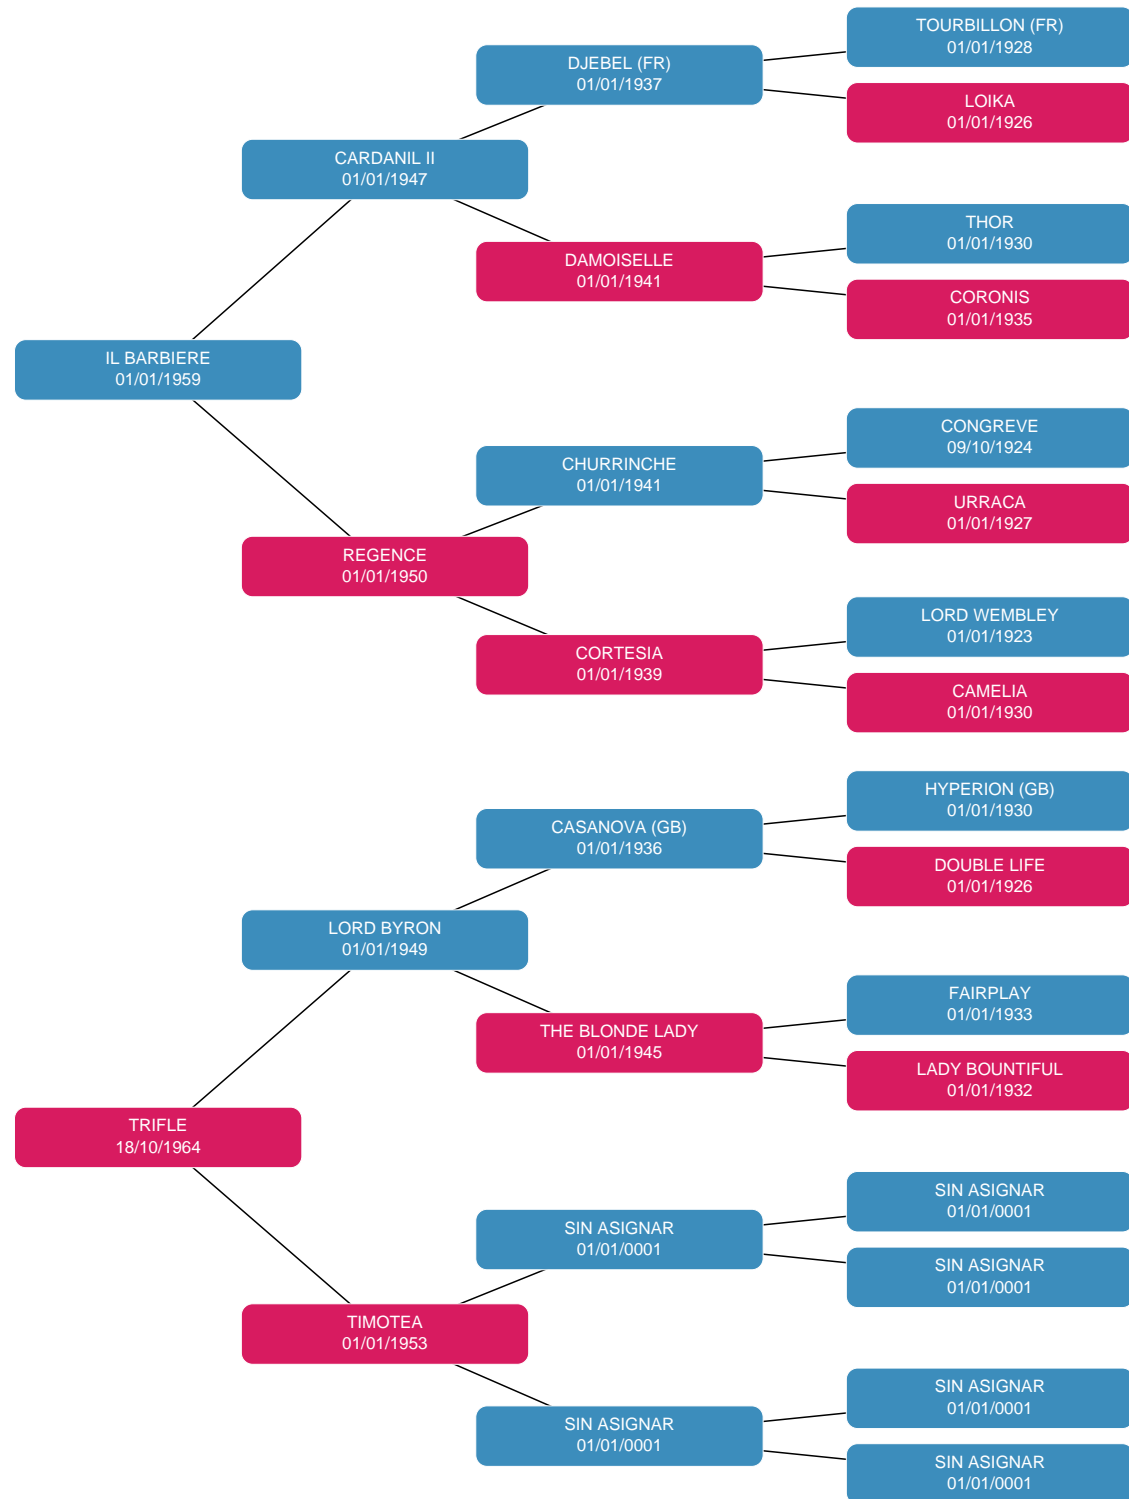 TOURBILLON (FR)
01/01/1928
DJEBEL (FR)
01/01/1937
LOIKA
01/01/1926
CARDANIL II
01/01/1947
THOR
01/01/1930
DAMOISELLE
01/01/1941
CORONIS
01/01/1935
IL BARBIERE
01/01/1959
CONGREVE
09/10/1924
CHURRINCHE
01/01/1941
URRACA
01/01/1927
REGENCE
01/01/1950
LORD WEMBLEY
01/01/1923
CORTESIA
01/01/1939
CAMELIA
01/01/1930
HYPERION (GB)
01/01/1930
CASANOVA (GB)
01/01/1936
DOUBLE LIFE
01/01/1926
LORD BYRON
01/01/1949
FAIRPLAY
01/01/1933
THE BLONDE LADY
01/01/1945
LADY BOUNTIFUL
01/01/1932
TRIFLE
18/10/1964
SIN ASIGNAR
01/01/0001
SIN ASIGNAR
01/01/0001
SIN ASIGNAR
01/01/0001
TIMOTEA
01/01/1953
SIN ASIGNAR
01/01/0001
SIN ASIGNAR
01/01/0001
SIN ASIGNAR
01/01/0001